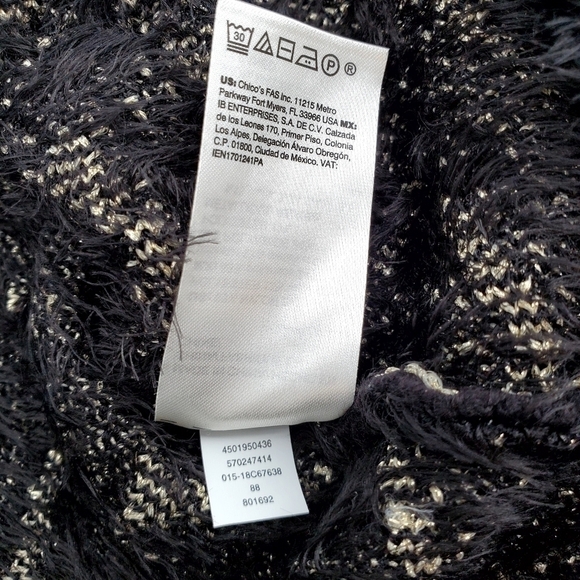 30
US: Chico's FAS Inc. 11215 Metro
Parkway Fort Myers, FL 33966 USA MX:
IB ENTERPRISES, S.A. DE C.V. Calzada
de los Leones 170, Primer Piso, Colonia
Los Alpes, Delegación Álvaro Obregón,
C.P. 01800, Ciudad de México. VAT:
IEN1701241PA
4501950436
570247414
015-18C67638
88
801692